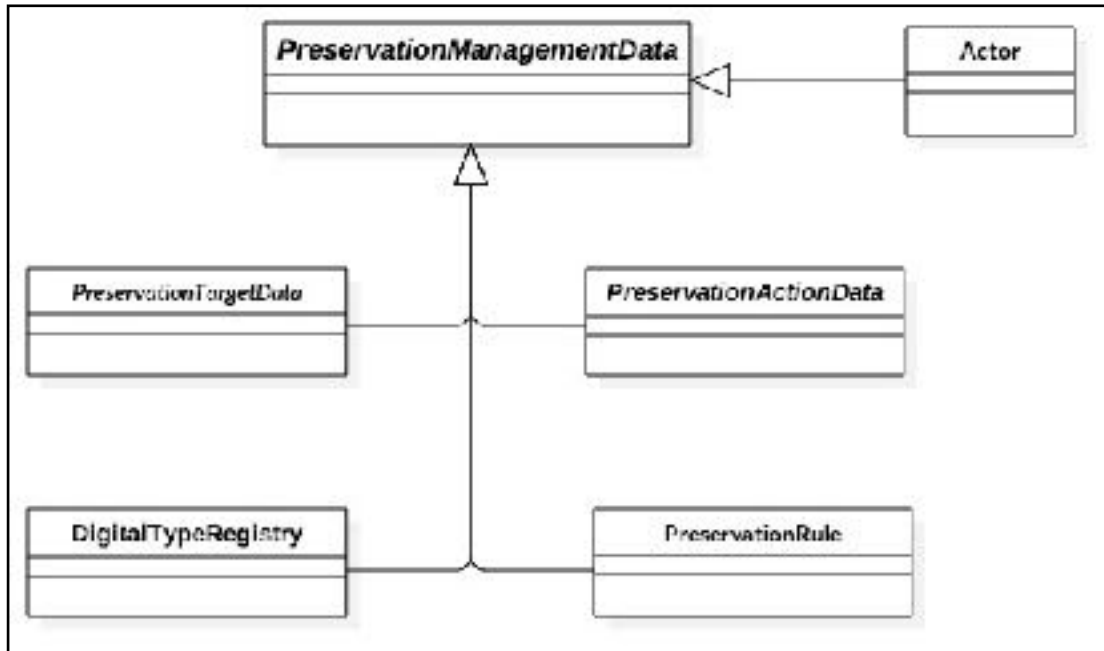 PreservationManagementData
Actor
PreservationTargetData
PreservationActionData
DigitalTypeRegistry
PreservationRule